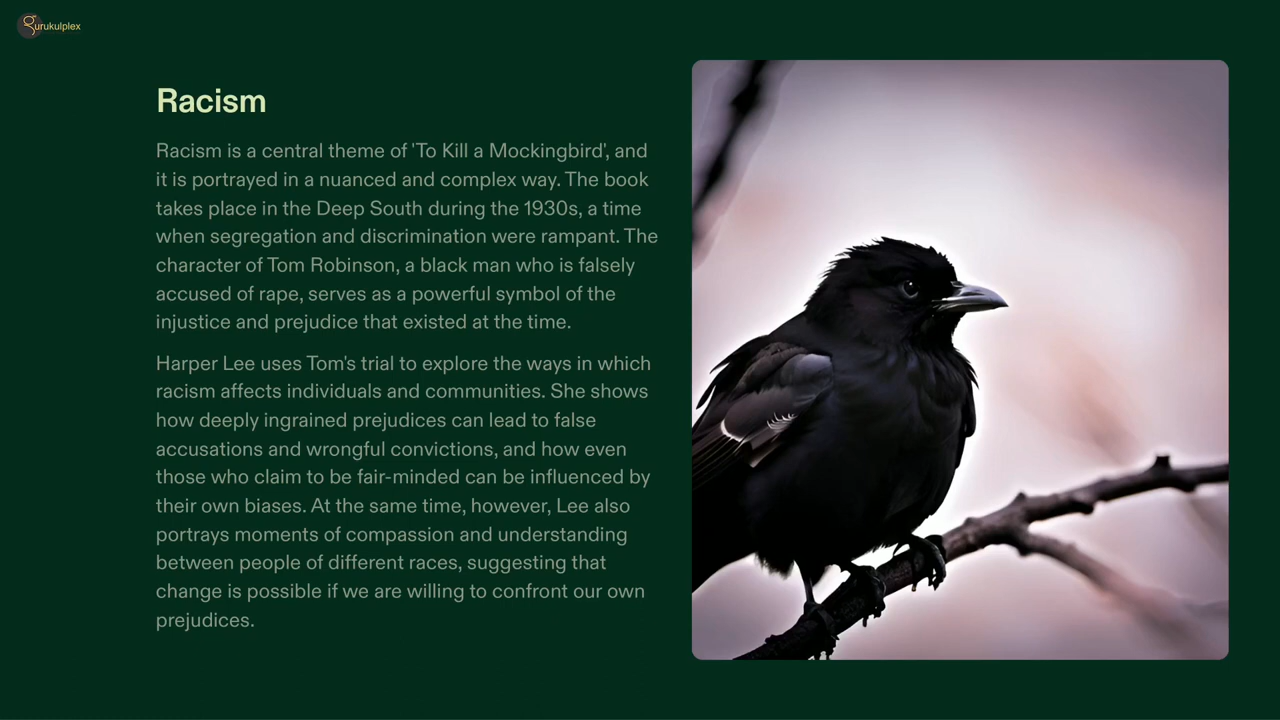 gurukulplex
Racism
Racism is a central theme of 'To Kill a Mockingbird', and
it is portrayed in a nuanced and complex way. The book
takes place in the Deep South during the 1930s, a time
when segregation and discrimination were rampant. The
character of Tom Robinson, a black man who is falsely
accused of rape, serves as a powerful symbol of the
injustice and prejudice that existed at the time.
Harper Lee uses Tom's trial to explore the ways in which
racism affects individuals and communities. She shows
how deeply ingrained prejudices can lead to false
accusations and wrongful convictions, and how even
those who claim to be fair-minded can be influenced by
their own biases. At the same time, however, Lee also
portrays moments of compassion and understanding
between people of different races, suggesting that
change is possible if we are willing to confront our own
prejudices.